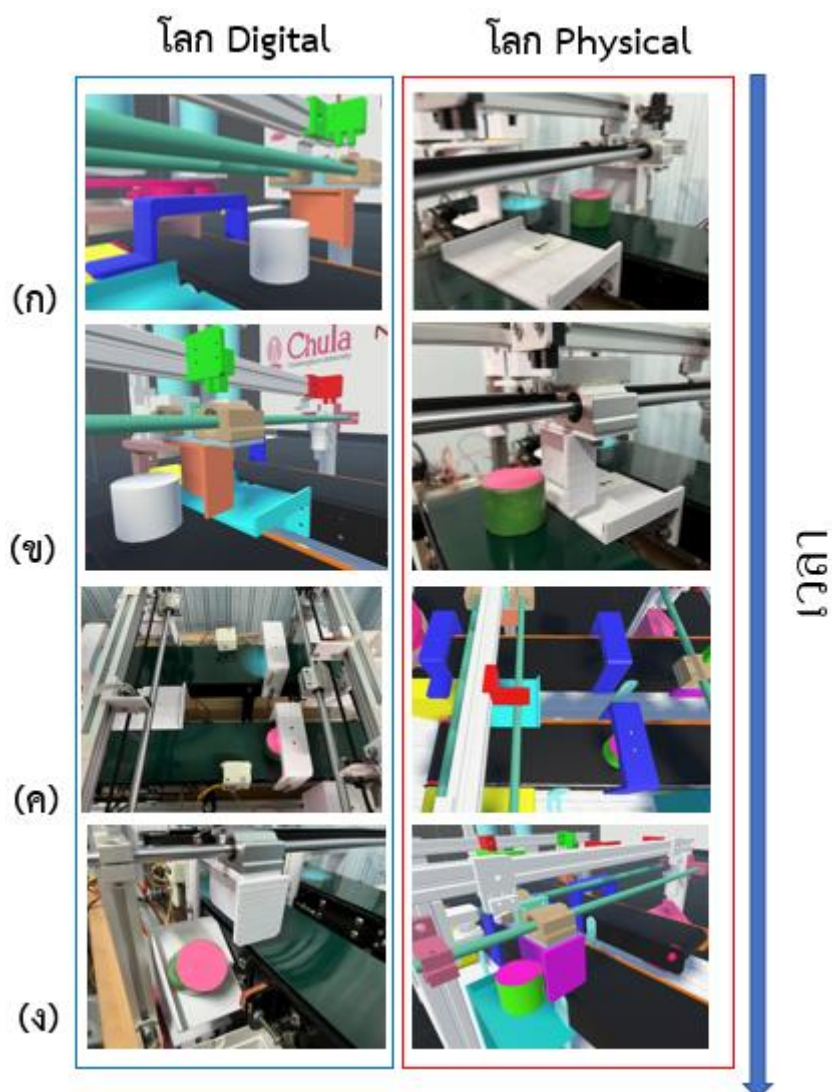 โลก Digital
โลก Physical
(ก)
Chula
(ข)
เวลา
(ค)
(ง)